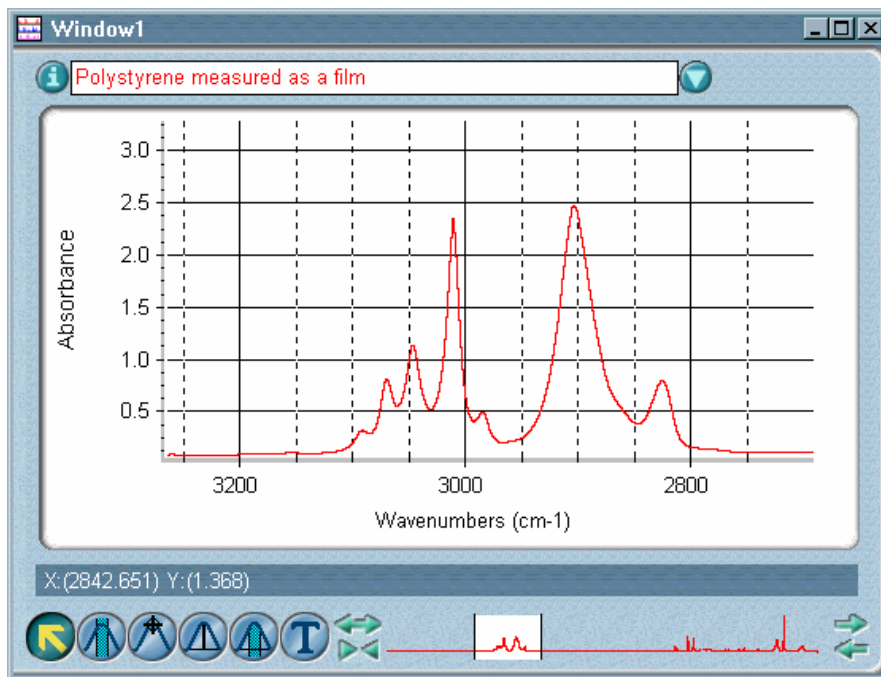 Window1
Polystyrene measured as a film
3.0
2.5
2.0
1.5
1.0
0.5
Absorbance
3200 3000 2800
Wavenumbers (cm-1)
X:(2842.651) Y:(1.368)
T